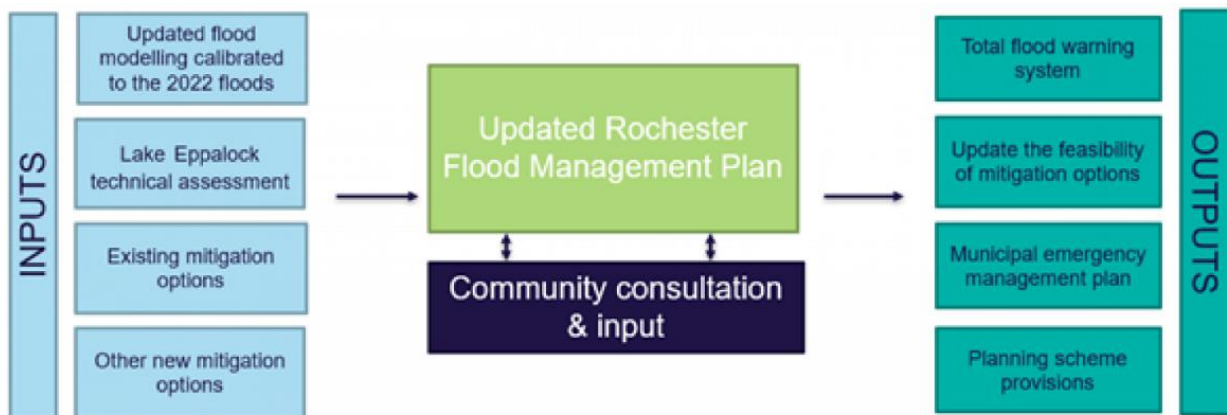 INPUTS
Updated flood
modelling calibrated
to the 2022 floods
Lake Eppalock
technical assessment
Existing mitigation
options
Other new mitigation
options
Updated Rochester
Flood Management Plan
Community consultation
& input
Total flood warning
system
Update the feasibility
of mitigation options
Municipal emergency
management plan
Planning scheme
provisions
OUTPUTS